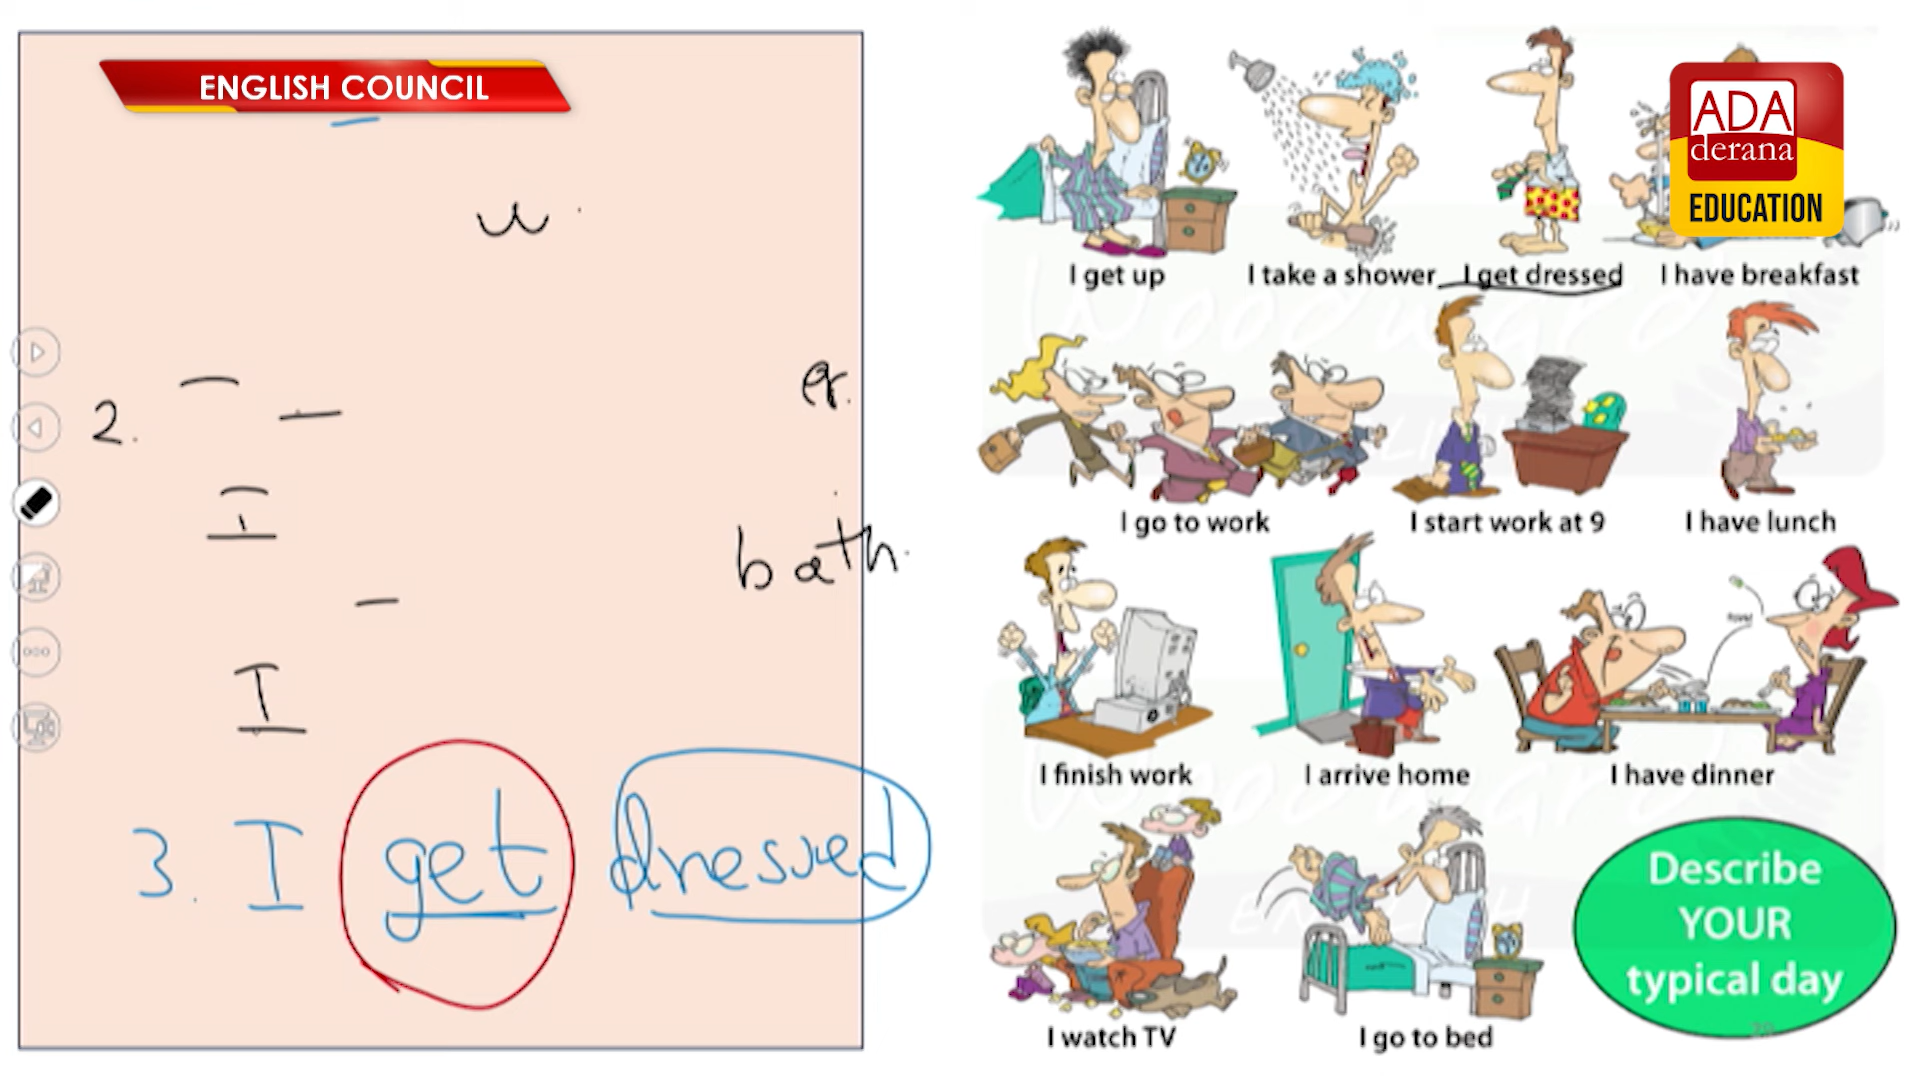 ENGLISH COUNCIL
u
2.
er.
I
bath.
I
3. I get dressed
ADA
derana
EDUCATION
I get up
I take a shower
I get dressed
I have breakfast
I go to work
I start work at 9
I have lunch
I finish work
I arrive home
I have dinner
I watch TV
I go to bed
Describe
YOUR
typical day